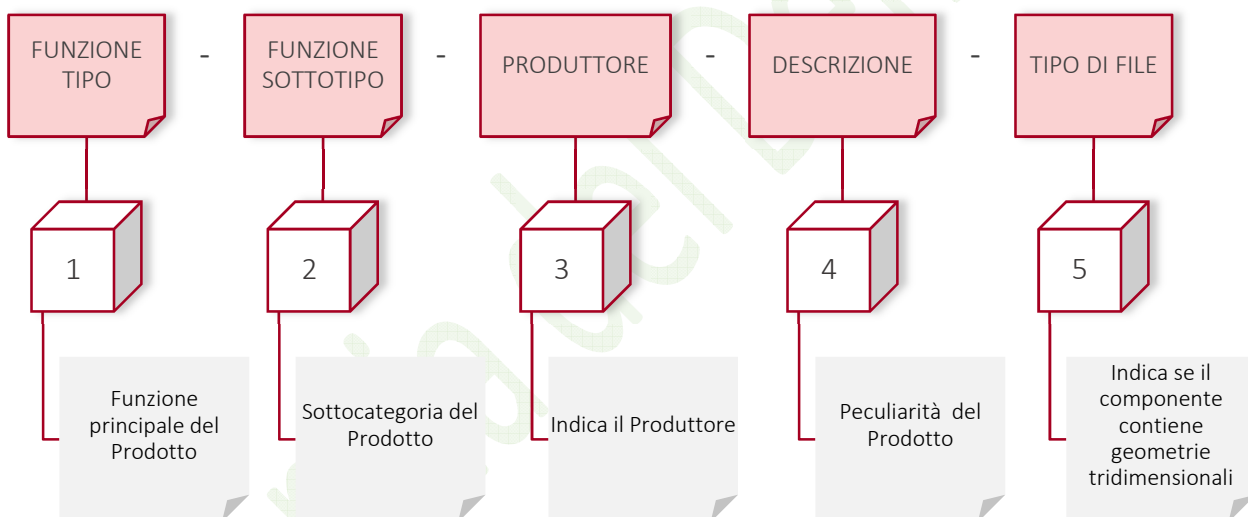 FUNZIONE
TIPO
-
FUNZIONE
SOTTOTIPO
-
PRODUTTORE
-
DESCRIZIONE
-
TIPO DI FILE
1
2
3
4
5
Funzione
principale del
Prodotto
Sottocategoria del
Prodotto
Indica il Produttore
Peculiarità del
Prodotto
Indica se il
componente
contiene
geometrie
tridimensionali